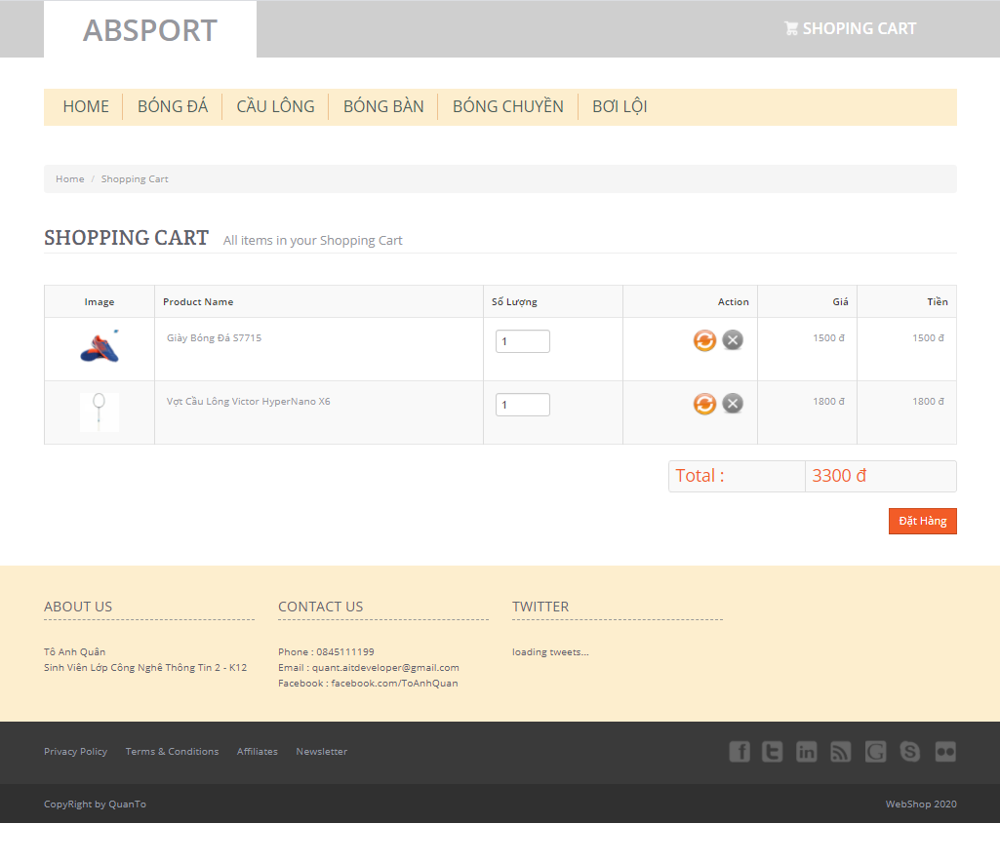 ABSPORT
SHOPING CART
HOME BÓNG ĐÁ CẦU LÔNG BÓNG BÀN BÓNG CHUYỀN BƠI LỘI
Home / Shopping Cart
SHOPPING CART All items in your Shopping Cart
Image Product Name Số Lượng Action Giá Tiền
Giày Bóng Đá S7715 1 1500 đ 1500 đ
Vợt Cầu Lông Victor HyperNano X6 1 1800 đ 1800 đ
Total : 3300 đ
Đặt Hàng
ABOUT US
Tô Anh Quân
Sinh Viên Lớp Công Nghê Thông Tin 2 - K12
CONTACT US
Phone : 0845111199
Email : quant.aitdeveloper@gmail.com
Facebook : facebook.com/ToAnhQuan
TWITTER
loading tweets...
Privacy Policy Terms & Conditions Affiliates Newsletter
CopyRight by QuanTo WebShop 2020